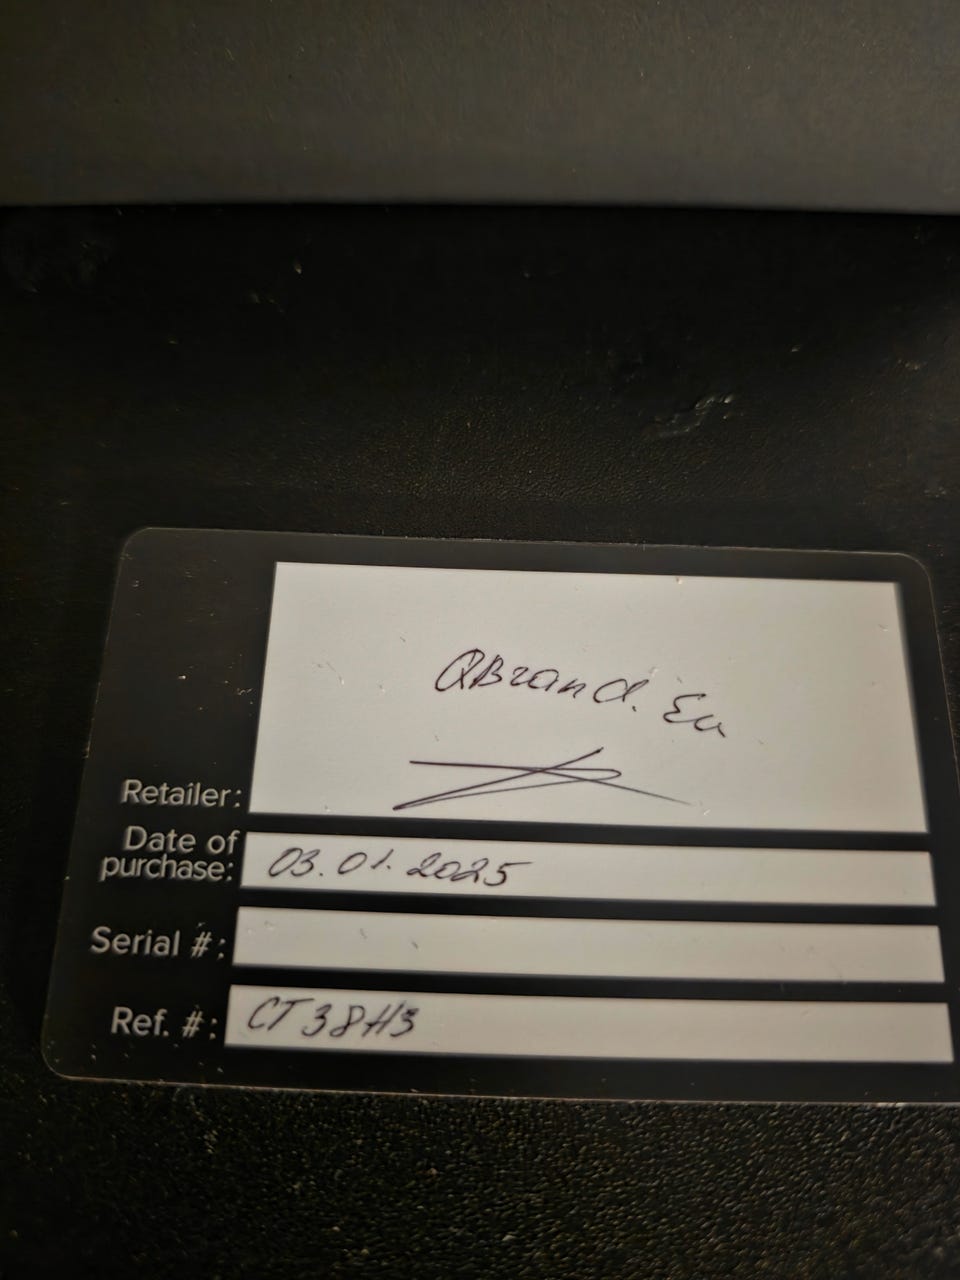 QBrand. Eu
Retailer:
Date of purchase: 03.01.2025
Serial #:
Ref. #: CT38H3